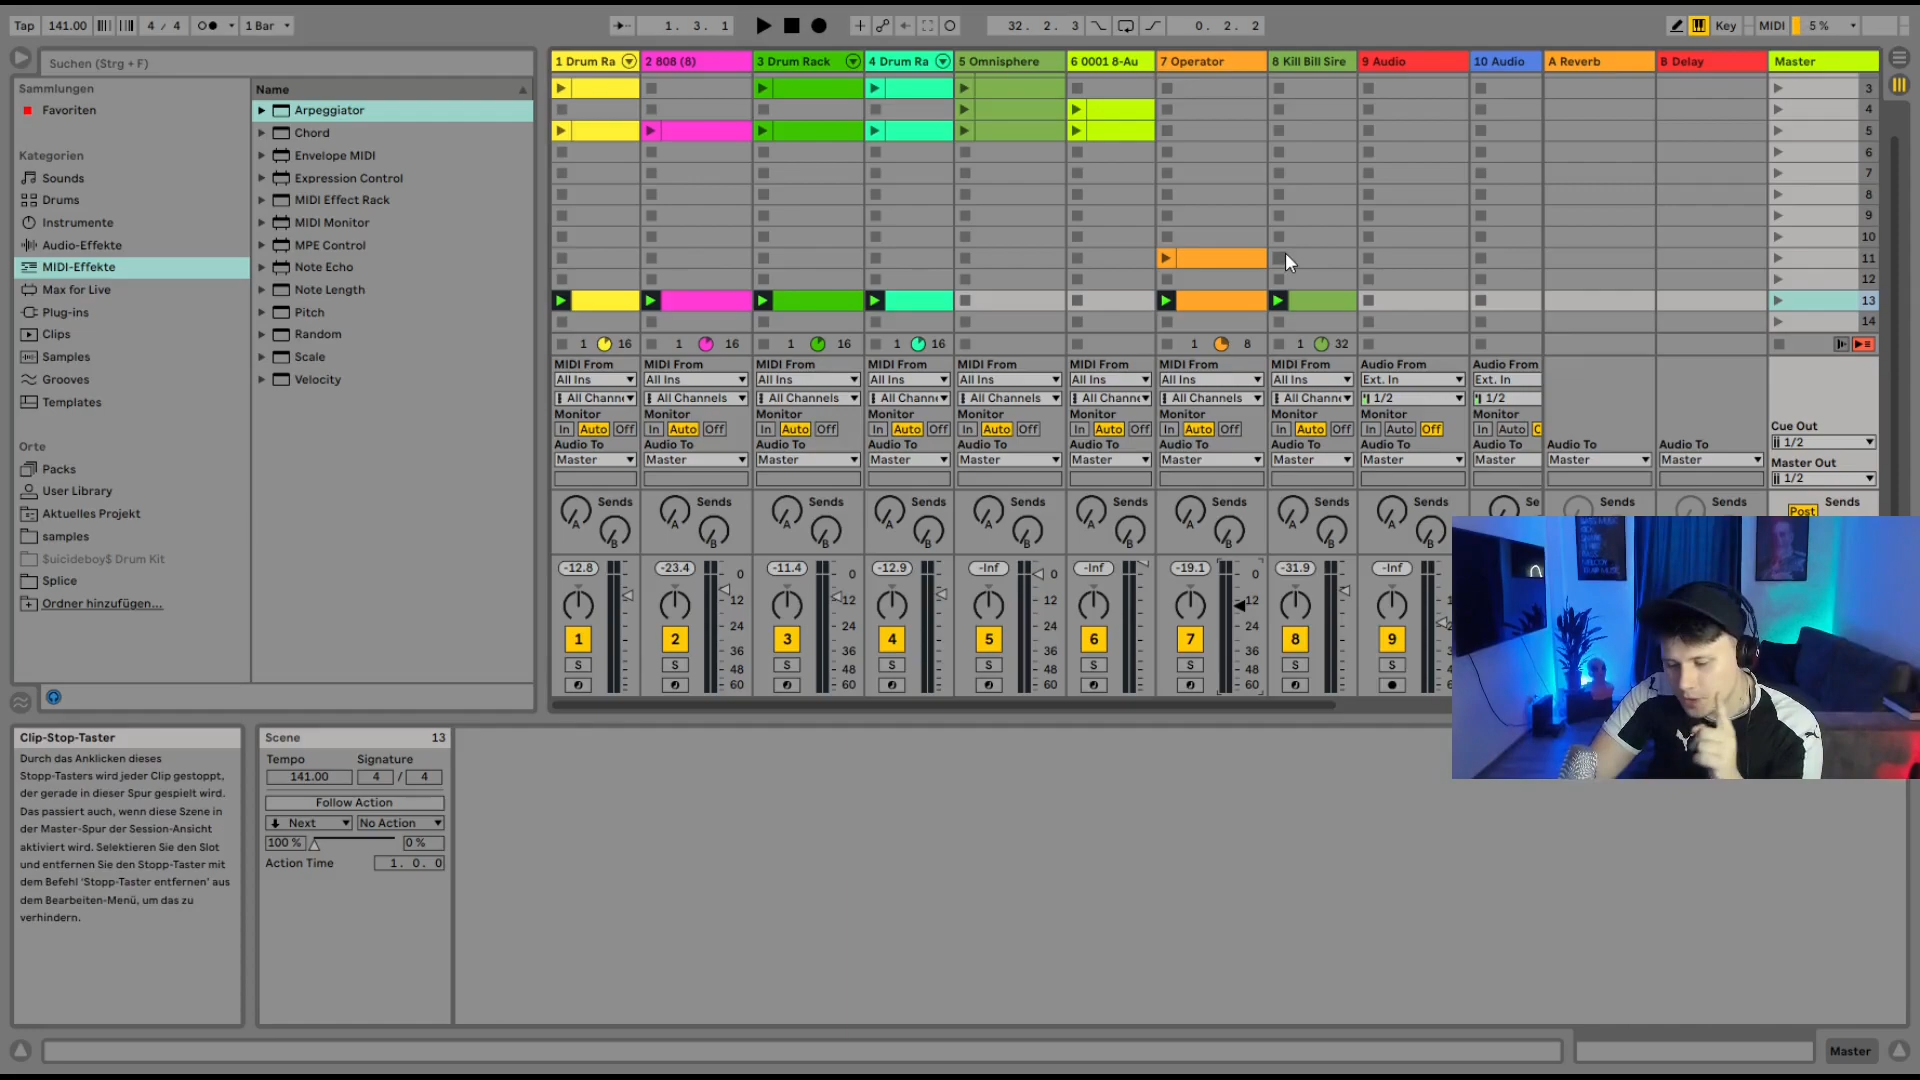 Tap 141.00 4 / 4 1 Bar 1. 3. 1 32. 2. 3 0. 2. 2 Key MIDI 5 %
Suchen (Strg + F)
Sammlungen
Favoriten
Kategorien
Sounds
Drums
Instrumente
Audio-Effekte
MIDI-Effekte
Max for Live
Plug-ins
Clips
Samples
Grooves
Templates
Orte
Packs
User Library
Aktuelles Projekt
samples
$uicideboy$ Drum Kit
Splice
Ordner hinzufügen...
Name
Arpeggiator
Chord
Envelope MIDI
Expression Control
MIDI Effect Rack
MIDI Monitor
MPE Control
Note Echo
Note Length
Pitch
Random
Scale
Velocity
1 Drum Ra 2 808 (8) 3 Drum Rack 4 Drum Ra 5 Omnisphere 6 0001 8-Au 7 Operator 8 Kill Bill Sire 9 Audio 10 Audio A Reverb B Delay Master
3
4
5
6
7
8
9
10
11
12
13
14
1 16 1 16 1 16 1 16 1 8 1 32
MIDI From MIDI From MIDI From MIDI From MIDI From MIDI From MIDI From MIDI From Audio From Audio From
All Ins All Ins All Ins All Ins All Ins All Ins All Ins All Ins Ext. In Ext. In
All Channe All Channels All Channels All Channe All Channels All Channe All Channels All Channe 1/2 1/2
Monitor Monitor Monitor Monitor Monitor Monitor Monitor Monitor Monitor Monitor
In Auto Off In Auto Off In Auto Off In Auto Off In Auto Off In Auto Off In Auto Off In Auto Off In Auto Off In Auto O
Audio To Audio To Audio To Audio To Audio To Audio To Audio To Audio To Audio To Audio To Audio To Audio To
Master Master Master Master Master Master Master Master Master Master Master Master
Cue Out
1/2
Master Out
1/2
Sends Sends Sends Sends Sends Sends Sends Sends Sends Se Sends Sends Sends
A A A A A A A A A A A A Post
B B B B B B B B B
-12.8 -23.4 -11.4 -12.9 -Inf -Inf -19.1 -31.9 -Inf
0 0 0 0
12 12 12
24 24 24 24
36 36 36 36
48 48 48 48
60 60 60 60
1 2 3 4 5 6 7 8 9
S S S S S S S S S
Clip-Stop-Taster
Durch das Anklicken dieses
Stopp-Tasters wird jeder Clip gestoppt,
der gerade in dieser Spur gespielt wird.
Das passiert auch, wenn diese Szene in
der Master-Spur der Session-Ansicht
aktiviert wird. Selektieren Sie den Slot
und entfernen Sie den Stopp-Taster mit
dem Befehl 'Stopp-Taster entfernen' aus
dem Bearbeiten-Menü, um das zu
verhindern.
Scene 13
Tempo Signature
141.00 4 / 4
Follow Action
Next No Action
100 % 0 %
Action Time 1. 0. 0
Master